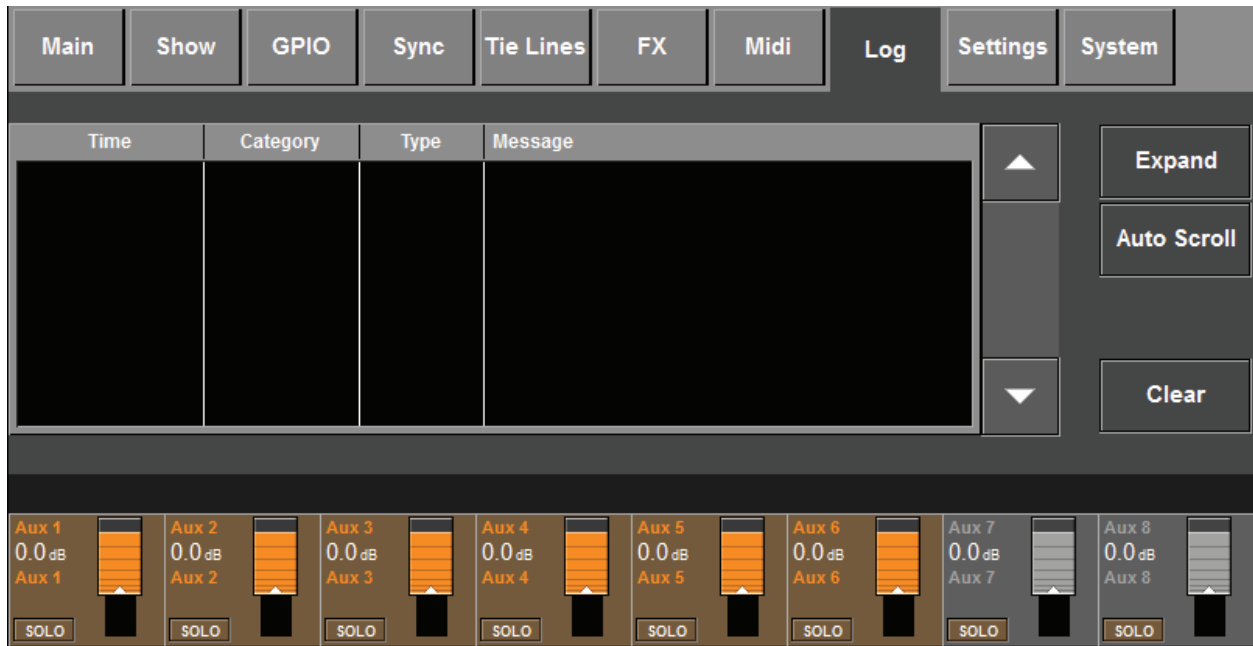 Main Show GPIO Sync Tie Lines FX Midi Log Settings System
Time Category Type Message
Expand
Auto Scroll
Clear
Aux 1 Aux 2 Aux 3 Aux 4 Aux 5 Aux 6 Aux 7 Aux 8
0.0 dB 0.0 dB 0.0 dB 0.0 dB 0.0 dB 0.0 dB 0.0 dB 0.0 dB
Aux 1 Aux 2 Aux 3 Aux 4 Aux 5 Aux 6 Aux 7 Aux 8
SOLO SOLO SOLO SOLO SOLO SOLO SOLO SOLO